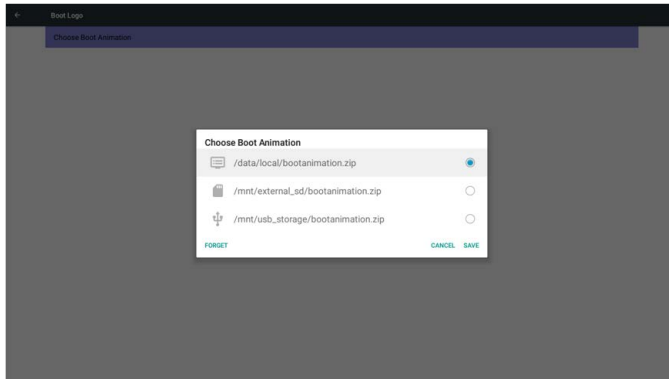 Boot Logo
Choose Boot Animation
Choose Boot Animation
/data/local/bootanimation.zip
/mnt/external_sd/bootanimation.zip
/mnt/usb_storage/bootanimation.zip
FORGET
CANCEL SAVE